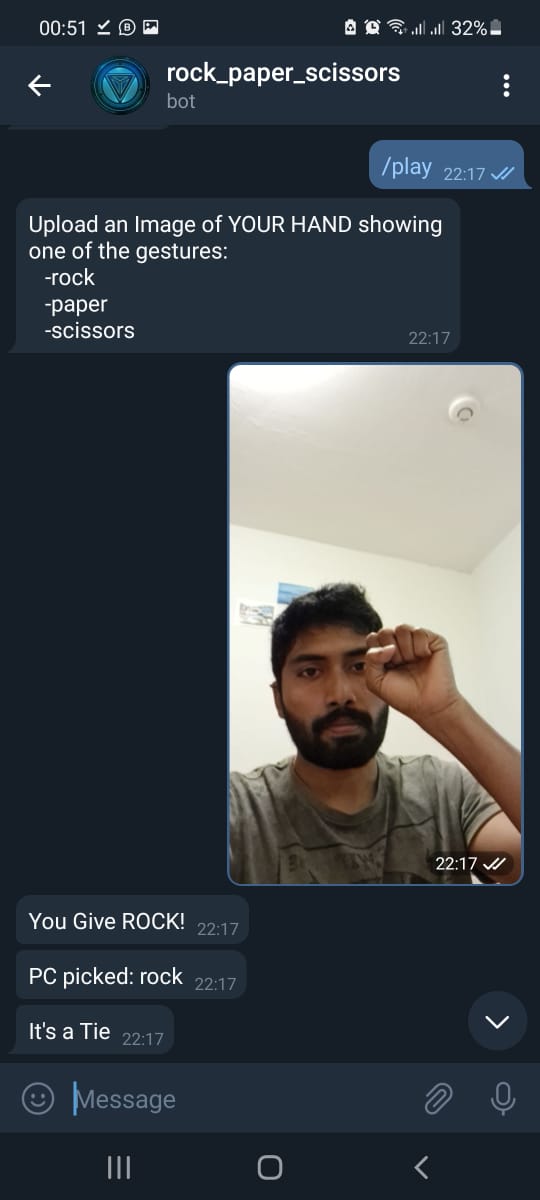 00:51
32%
rock_paper_scissors
bot
/play 22:17
Upload an Image of YOUR HAND showing
one of the gestures:
-rock
-paper
-scissors
22:17
22:17
You Give ROCK! 22:17
PC picked: rock 22:17
It's a Tie 22:17
Message